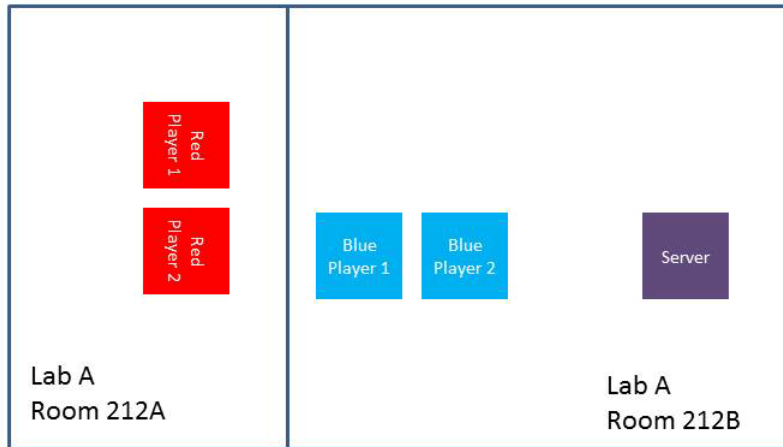 Red
Player 1
Red
Player 2
Blue
Player 1
Blue
Player 2
Server
Lab A
Room 212A
Lab A
Room 212B